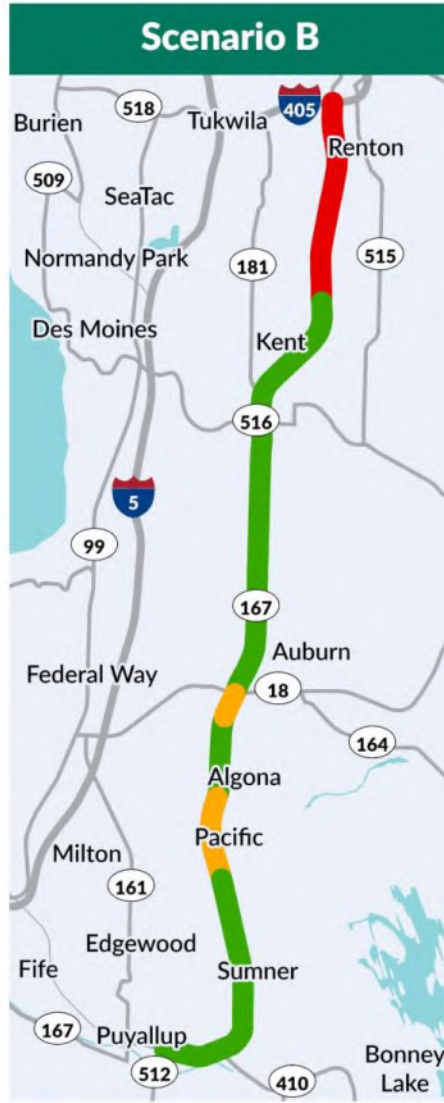 Scenario B
518
405
Burien
Tukwila
Renton
509
SeaTac
Normandy Park
181
515
Des Moines
Kent
516
5
99
167
Auburn
Federal Way
18
164
Algona
Pacific
Milton
161
Edgewood
Fife
Sumner
167
Puyallup
512
410
Bonney
Lake